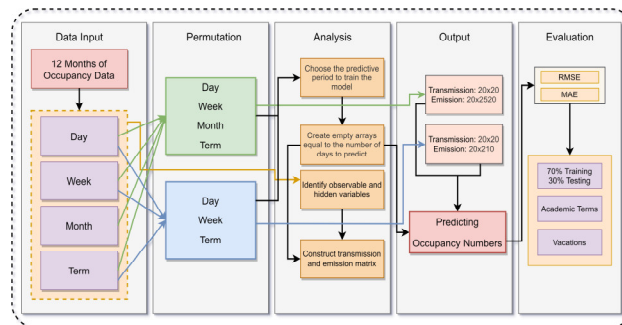 Data Input
12 Months of
Occupancy Data
Day
Week
Month
Term
Permutation
Day
Week
Month
Term
Day
Week
Term
Analysis
Choose the predictive
period to train the
model
Create empty arrays
equal to the number of
days to predict
Identify observable and
hidden variables
Construct transmission
and emission matrix
Output
Transmission: 20x20
Emission: 20x2520
Transmission: 20x20
Emission: 20x210
Predicting
Occupancy Numbers
Evaluation
RMSE
MAE
70% Training
30% Testing
Academic Terms
Vacations